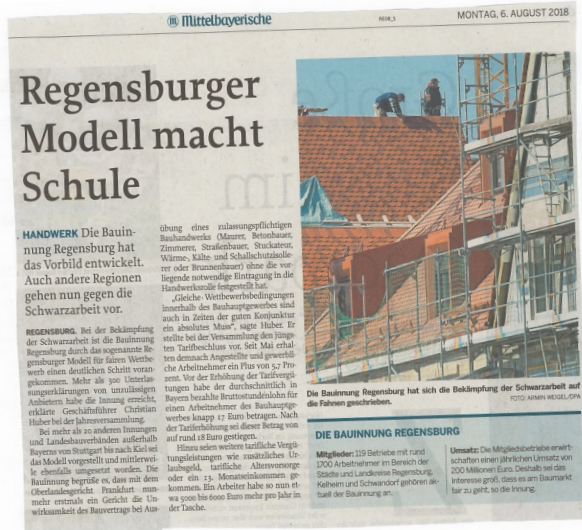 Mittelbayerische
REGB_5
MONTAG, 6. AUGUST 2018
Regensburger
Modell macht
Schule
HANDWERK Die Bauin-
nung Regensburg hat
das Vorbild entwickelt.
Auch andere Regionen
gehen nun gegen die
Schwarzarbeit vor.
REGENSBURG. Bei der Bekämpfung
der Schwarzarbeit ist die Bauinnung
Regensburg durch das sogenannte Re-
gensburger Modell für fairen Wettbe-
werb einen deutlichen Schritt voran-
gekommen. Mehr als 300 Unterlas-
sungserklärungen von unzulässigen
Anbietern habe die Innung erreicht,
erklärte Geschäftsführer Christian
Huber bei der Jahresversammlung.
Bei mehr als 20 anderen Innungen
und Landesbauverbänden außerhalb
Bayerns von Stuttgart bis nach Kiel sei
das Modell vorgestellt und mittlerwei-
le ebenfalls umgesetzt worden. Die
Bauinnung begrüße es, dass mit dem
Oberlandesgericht Frankfurt nun-
mehr erstmals ein Gericht die Un-
wirksamkeit des Bauvertrags bei Aus-
übung eines zulassungspflichtigen
Bauhandwerks (Maurer, Betonbauer,
Zimmerer, Straßenbauer, Stuckateur,
Wärme-, Kälte- und Schallschutzisolie-
rer oder Brunnenbauer) ohne die vor-
liegende notwendige Eintragung in die
Handwerksrolle festgestellt hat.
„Gleiche Wettbewerbsbedingungen
innerhalb des Bauhauptgewerbes sind
auch in Zeiten der guten Konjunktur
ein absolutes Muss“, sagte Huber. Er
stellte bei der Versammlung den jüngs-
ten Tarifbeschluss vor. Seit Mai erhal-
ten demnach Angestellte und gewerbli-
che Arbeitnehmer ein Plus von 5,7 Pro-
zent. Vor der Erhöhung der Tarifvergü-
tungen habe der durchschnittlich in
Bayern bezahlte Bruttostundenlohn für
einen Arbeitnehmer des Bauhauptge-
werbes knapp 17 Euro betragen. Nach
der Tariferhöhung sei dieser Betrag von
auf rund 18 Euro gestiegen.
Hinzu seien weitere tarifliche Vergü-
tungsleistungen wie zusätzliches Ur-
laubsgeld, tarifliche Altersvorsorge
oder ein 13. Monatseinkommen ge-
kommen. Ein Arbeiter habe so nun et-
wa 5000 bis 6000 Euro mehr pro Jahr in
der Tasche.
Die Bauinnung Regensburg hat sich die Bekämpfung der Schwarzarbeit auf
die Fahnen geschrieben.
FOTO: ARMIN WEIGEL/DPA
DIE BAUINNUNG REGENSBURG
Mitglieder: 119 Betriebe mit rund
1700 Arbeitnehmer im Bereich der
Städte und Landkreise Regensburg,
Kelheim und Schwandorf gehören ak-
tuell der Bauinnung an.
Umsatz: Die Mitgliedsbetriebe erwirt-
schaften einen jährlichen Umsatz von
200 Millionen Euro. Deshalb sei das
Interesse groß, dass es am Baumarkt
fair zu geht, so die Innung.